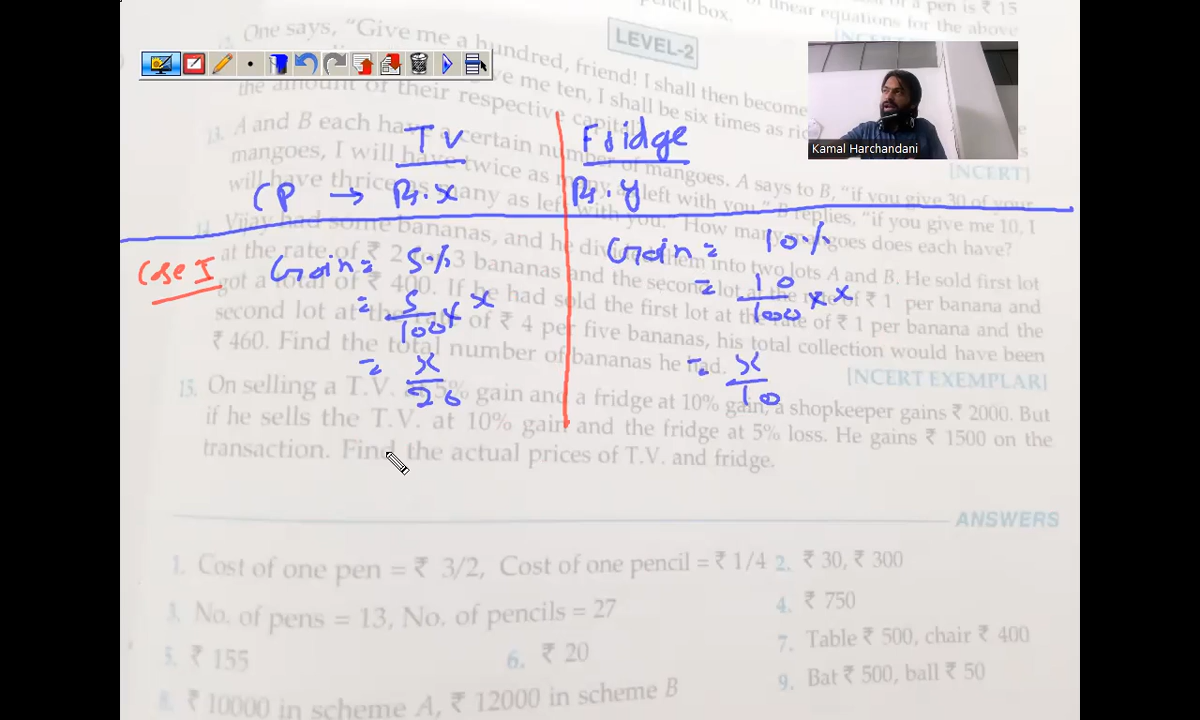 of a pen is ₹ 15
pencil box.
of linear equations for the above
LEVEL-2
One says, "Give me a hundred, friend! I shall then become
me ten, I shall be six times as
the amount of their respective capital
13. A and B each have a certain number of mangoes. A says to B, "if you give 30 of your
mangoes, I will have twice as many as left with you." B replies, "if you give me 10, I
will have thrice as many as left with you." How many mangoes does each have?
[NCERT]
Kamal Harchandani
TV
Fridge
CP → Rs. x
Rs. y
14. Vijay had some bananas, and he divided them into two lots A and B. He sold first lot
at the rate of ₹ 2 3 bananas and the second lot at the rate of ₹ 1 per banana and
got a total of ₹ 400. If he had sold the first lot at the rate of ₹ 1 per banana and the
second lot at the of ₹ 4 per five bananas, his total collection would have been
₹ 460. Find the total number of bananas he had.
[NCERT EXEMPLAR]
Case I
Gain = 5%
= 5/100 × x
= x/20
Gain = 10%
= 10/100 × x
= x/10
15. On selling a T.V. 5% gain and a fridge at 10% gain, a shopkeeper gains ₹ 2000. But
if he sells the T.V. at 10% gain and the fridge at 5% loss. He gains ₹ 1500 on the
transaction. Find the actual prices of T.V. and fridge.
ANSWERS
1. Cost of one pen = ₹ 3/2, Cost of one pencil = ₹ 1/4 2. ₹ 30, ₹ 300
3. No. of pens = 13, No. of pencils = 27
4. ₹ 750
5. ₹ 155
6. ₹ 20
7. Table ₹ 500, chair ₹ 400
8. ₹ 10000 in scheme A, ₹ 12000 in scheme B
9. Bat ₹ 500, ball ₹ 50